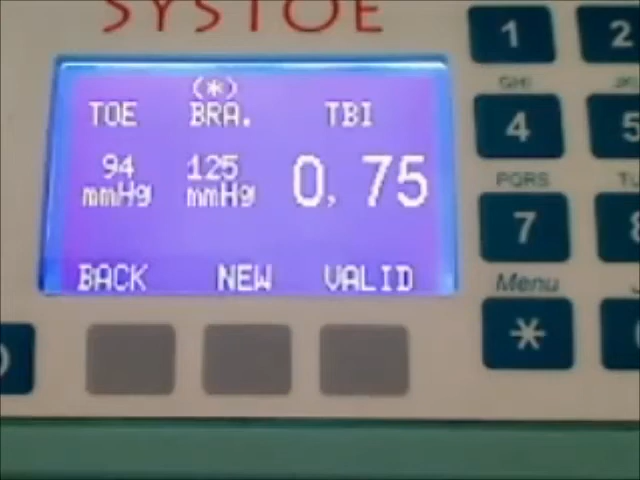 SYSTOE
(*)
TOE BRA. TBI
94 125 0,75
mmHg mmHg
BACK NEW VALID
1 2
GHI
4 5
PQRS
7
Menu
*